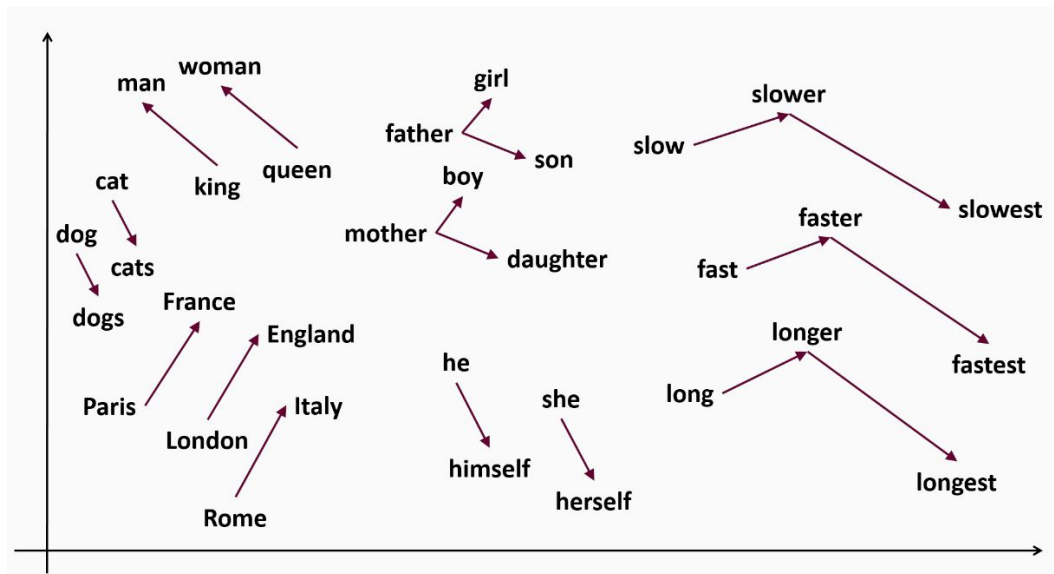 man
woman
king
queen
cat
cats
dog
dogs
France
Paris
England
London
Italy
Rome
girl
father
son
boy
mother
daughter
he
himself
she
herself
slower
slow
slowest
faster
fast
fastest
longer
long
longest